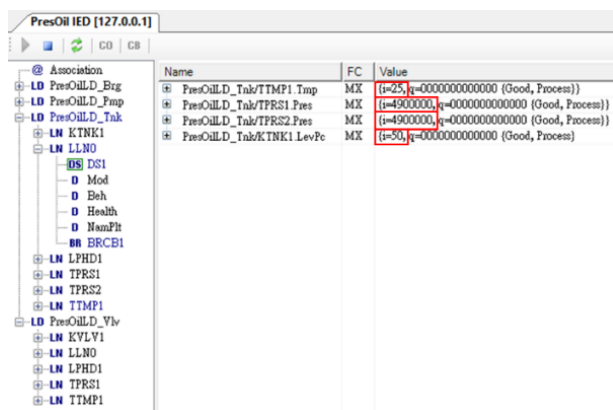 PresOil IED [127.0.0.1]
CO CB
Association
LD PresOilLD_Brg
LD PresOilLD_Pmp
LD PresOilLD_Tnk
LN KTNK1
LN LLN0
DS DS1
D Mod
D Beh
D Health
D NamPlt
BR BRCB1
LN LPHD1
LN TPRS1
LN TPRS2
LN TTMP1
LD PresOilLD_Vlv
LN KVLV1
LN LLN0
LN LPHD1
LN TPRS1
LN TTMP1
Name FC Value
PresOilLD_Tnk/TTMP1.Tmp MX {i=25, q=0000000000000 {Good, Process}}
PresOilLD_Tnk/TPRS1.Pres MX {i=4900000, q=0000000000000 {Good, Process}}
PresOilLD_Tnk/TPRS2.Pres MX {i=4900000, q=0000000000000 {Good, Process}}
PresOilLD_Tnk/KTNK1.LevPc MX {i=50, q=0000000000000 {Good, Process}